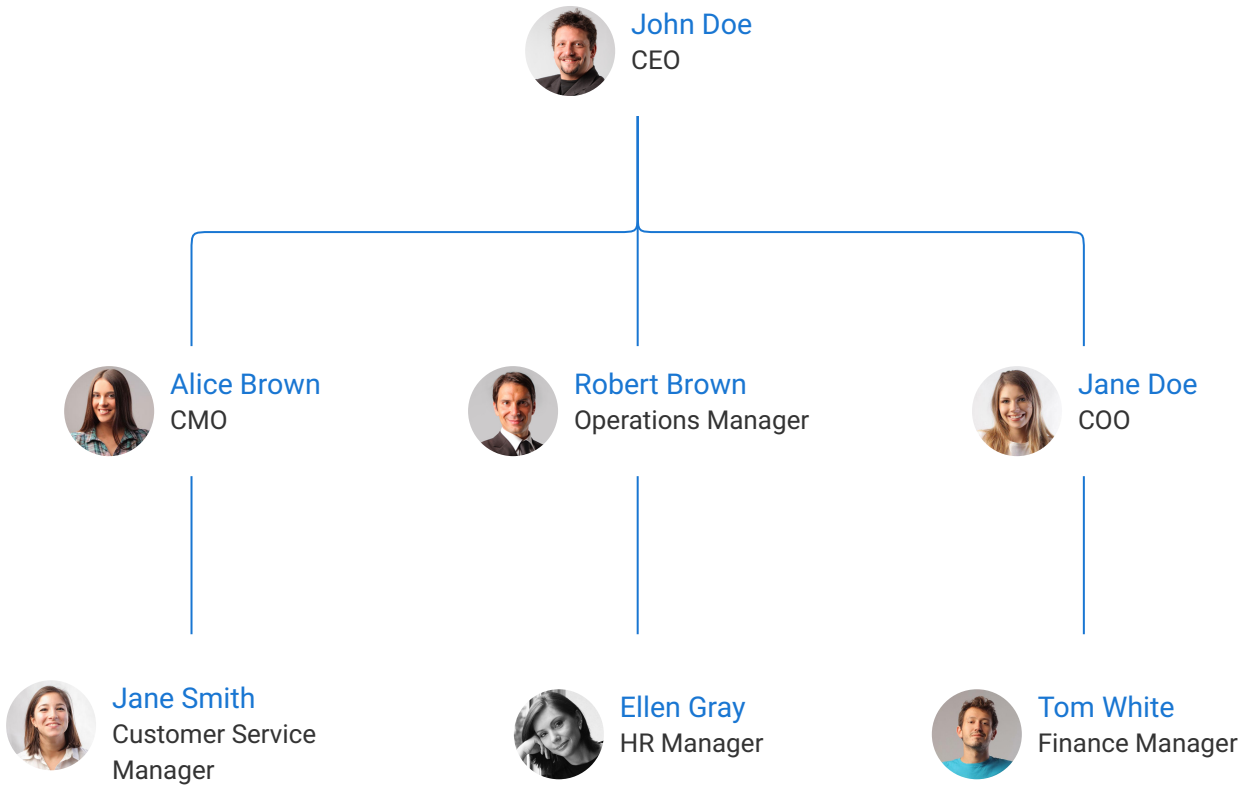 John Doe
CEO
Alice Brown
CMO
Robert Brown
Operations Manager
Jane Doe
COO
Jane Smith
Customer Service
Manager
Ellen Gray
HR Manager
Tom White
Finance Manager